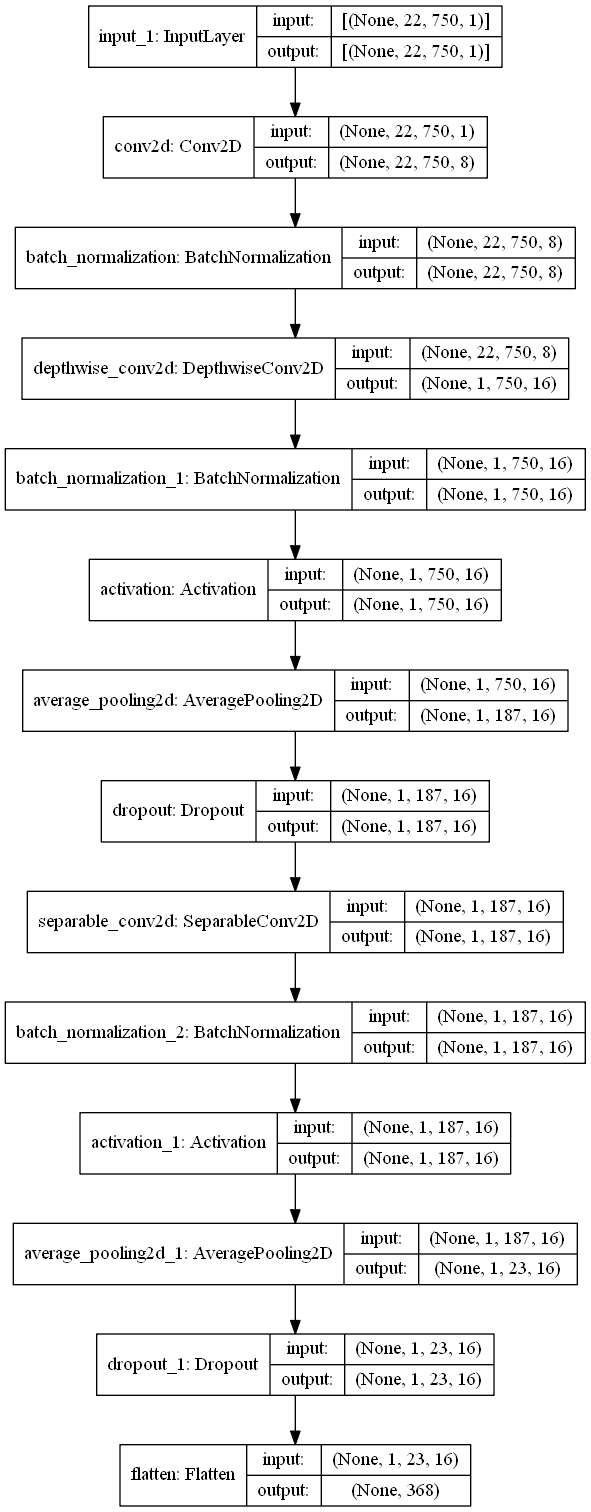 input_1: InputLayer
input: [(None, 22, 750, 1)]
output: [(None, 22, 750, 1)]
conv2d: Conv2D
input: (None, 22, 750, 1)
output: (None, 22, 750, 8)
batch_normalization: BatchNormalization
input: (None, 22, 750, 8)
output: (None, 22, 750, 8)
depthwise_conv2d: DepthwiseConv2D
input: (None, 22, 750, 8)
output: (None, 1, 750, 16)
batch_normalization_1: BatchNormalization
input: (None, 1, 750, 16)
output: (None, 1, 750, 16)
activation: Activation
input: (None, 1, 750, 16)
output: (None, 1, 750, 16)
average_pooling2d: AveragePooling2D
input: (None, 1, 750, 16)
output: (None, 1, 187, 16)
dropout: Dropout
input: (None, 1, 187, 16)
output: (None, 1, 187, 16)
separable_conv2d: SeparableConv2D
input: (None, 1, 187, 16)
output: (None, 1, 187, 16)
batch_normalization_2: BatchNormalization
input: (None, 1, 187, 16)
output: (None, 1, 187, 16)
activation_1: Activation
input: (None, 1, 187, 16)
output: (None, 1, 187, 16)
average_pooling2d_1: AveragePooling2D
input: (None, 1, 187, 16)
output: (None, 1, 23, 16)
dropout_1: Dropout
input: (None, 1, 23, 16)
output: (None, 1, 23, 16)
flatten: Flatten
input: (None, 1, 23, 16)
output: (None, 368)